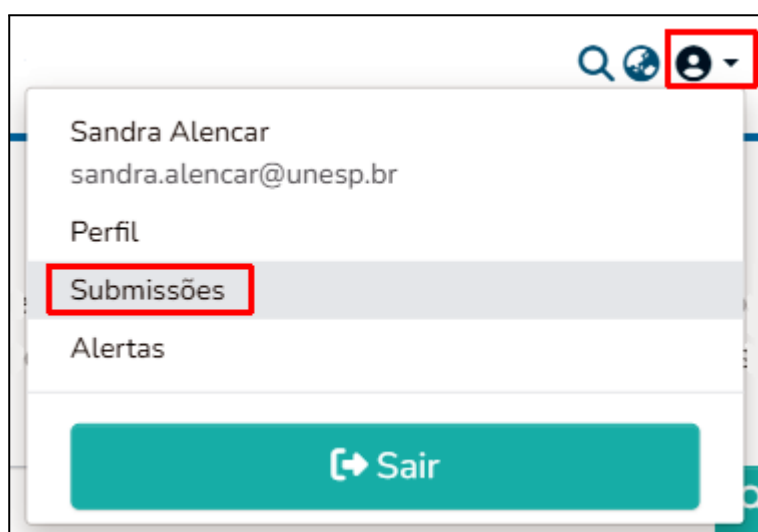 Sandra Alencar
sandra.alencar@unesp.br
Perfil
Submissões
Alertas
Sair